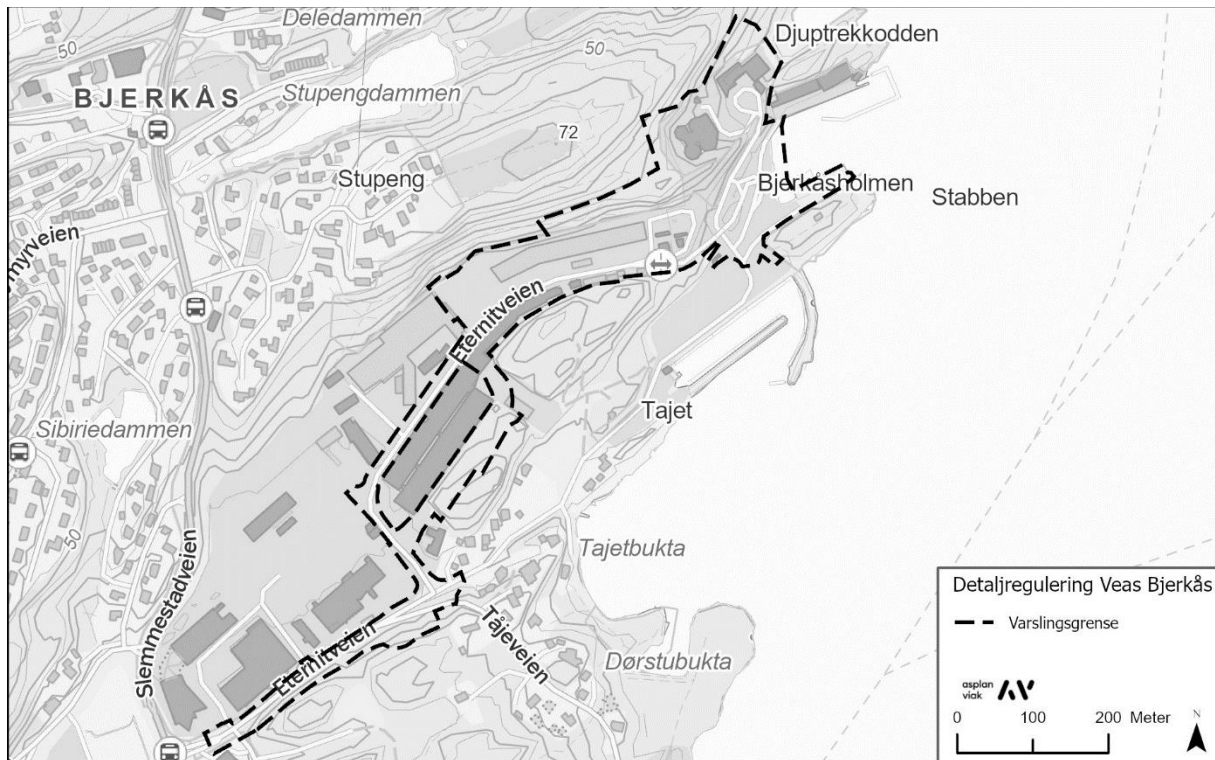 Deledammen
Djuptrekkodden
50
50
BJERKÅS
Stupengdammen
72
Stupeng
Bjerkåsholmen
Stabben
myrveien
Eternitveien
Tajet
Sibiriedammen
50
Tajetbukta
Slemmestadveien
Eternitveien
Tåjeveien
Dørstubukta
Detaljregulering Veas Bjerkås
Varslingsgrense
asplan
viak
0 100 200 Meter
N